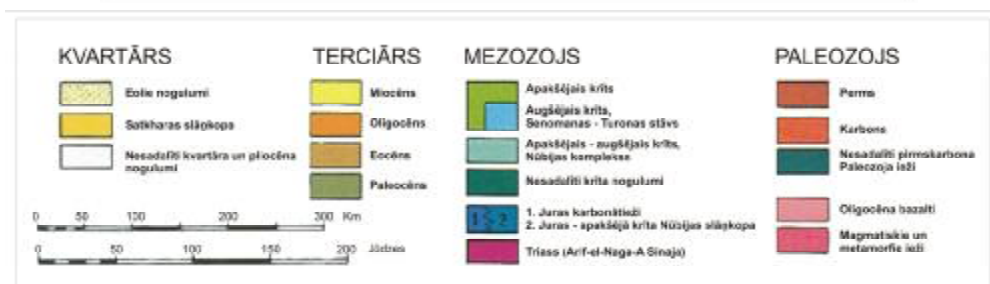 KVARTĀRS
Eolie nogulumi
Satkharas slāņkopa
Nesadalīti kvartāra un pliocēna
nogulumi
TERCIĀRS
Miocēns
Oligocēns
Eocēns
Paleocēns
MEZOZOJS
Apakšējais krīts
Augšējais krīts,
Senomanas - Turonas stāvs
Apakšējais - augšējais krīts,
Nūbijas komplekss
Nesadalīti krīta nogulumi
1 2
1. Juras karbonātieži
2. Juras - apakšējā krīta Nūbijas slāņkopa
Triass (Arif-el-Naga-A Sinaja)
PALEOZOJS
Perms
Karbons
Nesadalīti pirmskarbona
Paleozoja ieži
Oligocēna bazalti
Magmatiskie un
metamorfie ieži
0 50 100 200 300 Km
0 50 100 150 200 Jūdzes